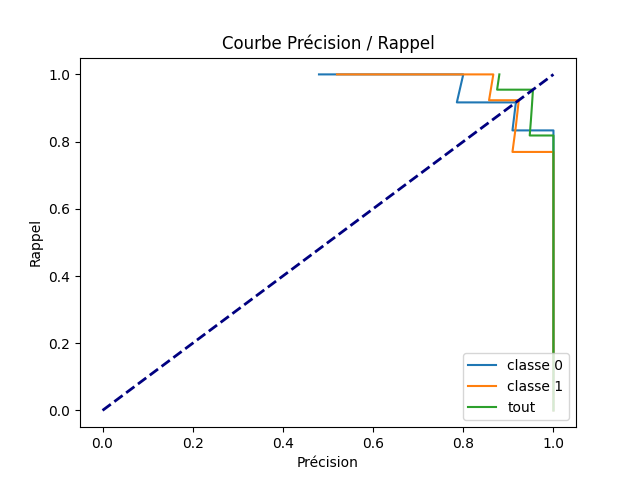 Courbe Précision / Rappel
Rappel
1.0
0.8
0.6
0.4
0.2
0.0
0.0 0.2 0.4 0.6 0.8 1.0
Précision
classe 0
classe 1
tout